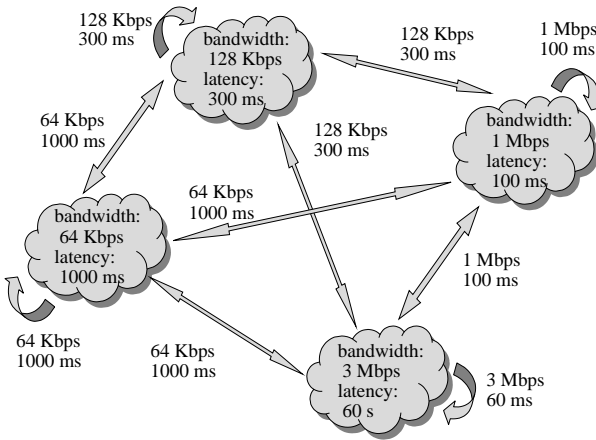 128 Kbps
300 ms
bandwidth:
128 Kbps
latency:
300 ms
128 Kbps
300 ms
1 Mbps
100 ms
64 Kbps
1000 ms
128 Kbps
300 ms
bandwidth:
1 Mbps
latency:
100 ms
64 Kbps
1000 ms
bandwidth:
64 Kbps
latency:
1000 ms
1 Mbps
100 ms
64 Kbps
1000 ms
64 Kbps
1000 ms
bandwidth:
3 Mbps
latency:
60 s
3 Mbps
60 ms